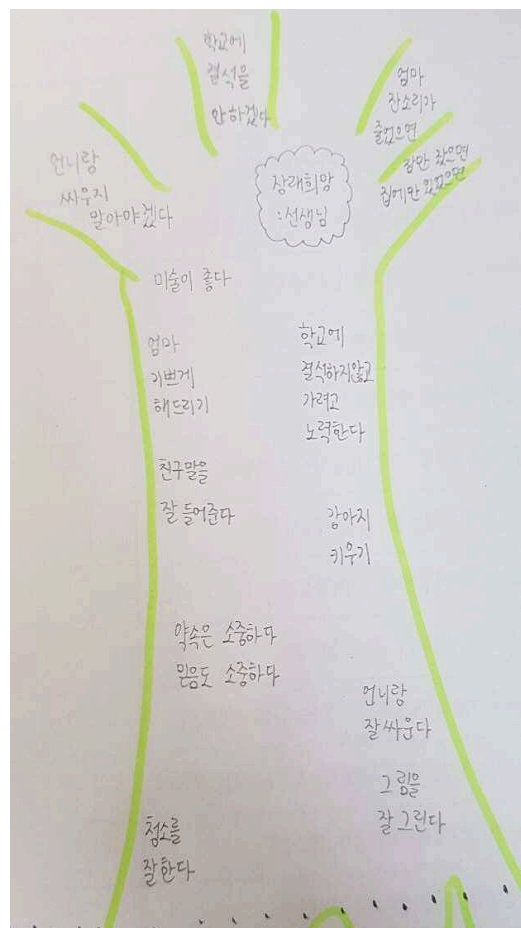 학교에
결석을
안 하겠다
엄마
잔소리가
줄었으면
잠만 잤으면
집에만 있었으면
언니랑
싸우지
말아야겠다
장래희망
:선생님
미술이 좋다
엄마
기쁘게
해드리기
학교에
결석하지않고
가려고
노력한다
친구말을
잘 들어준다
강아지
키우기
약속은 소중하다
믿음도 소중하다
언니랑
잘싸운다
그림을
잘 그린다
청소를
잘한다